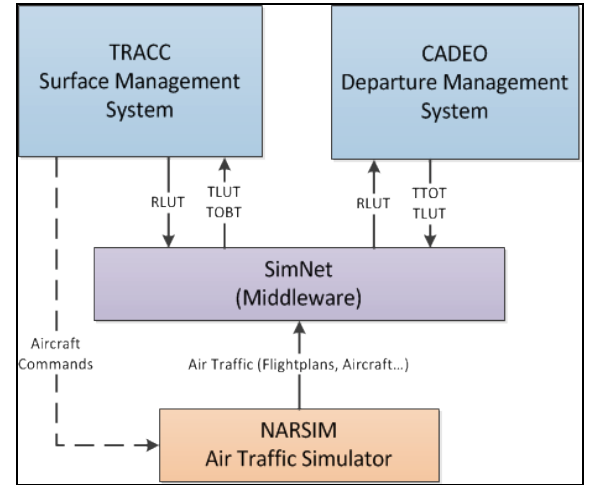 TRACC
Surface Management
System
CADEO
Departure Management
System
RLUT
TLUT
TOBT
RLUT
TTOT
TLUT
SimNet
(Middleware)
Aircraft
Commands
Air Traffic (Flightplans, Aircraft...)
NARSIM
Air Traffic Simulator